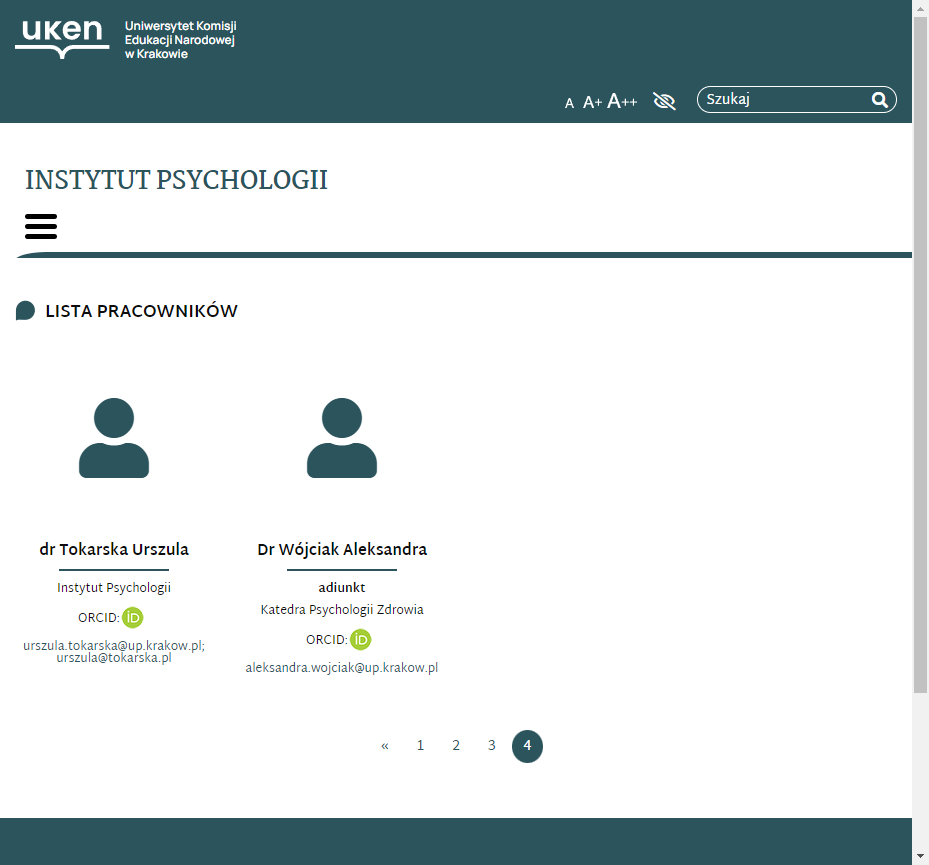 uken
Uniwersytet Komisji
Edukacji Narodowej
w Krakowie
A A+ A++
Szukaj
INSTYTUT PSYCHOLOGII
LISTA PRACOWNIKÓW
dr Tokarska Urszula
Instytut Psychologii
ORCID: iD
urszula.tokarska@up.krakow.pl;
urszula@tokarska.pl
Dr Wójciak Aleksandra
adiunkt
Katedra Psychologii Zdrowia
ORCID: iD
aleksandra.wojciak@up.krakow.pl
« 1 2 3 4